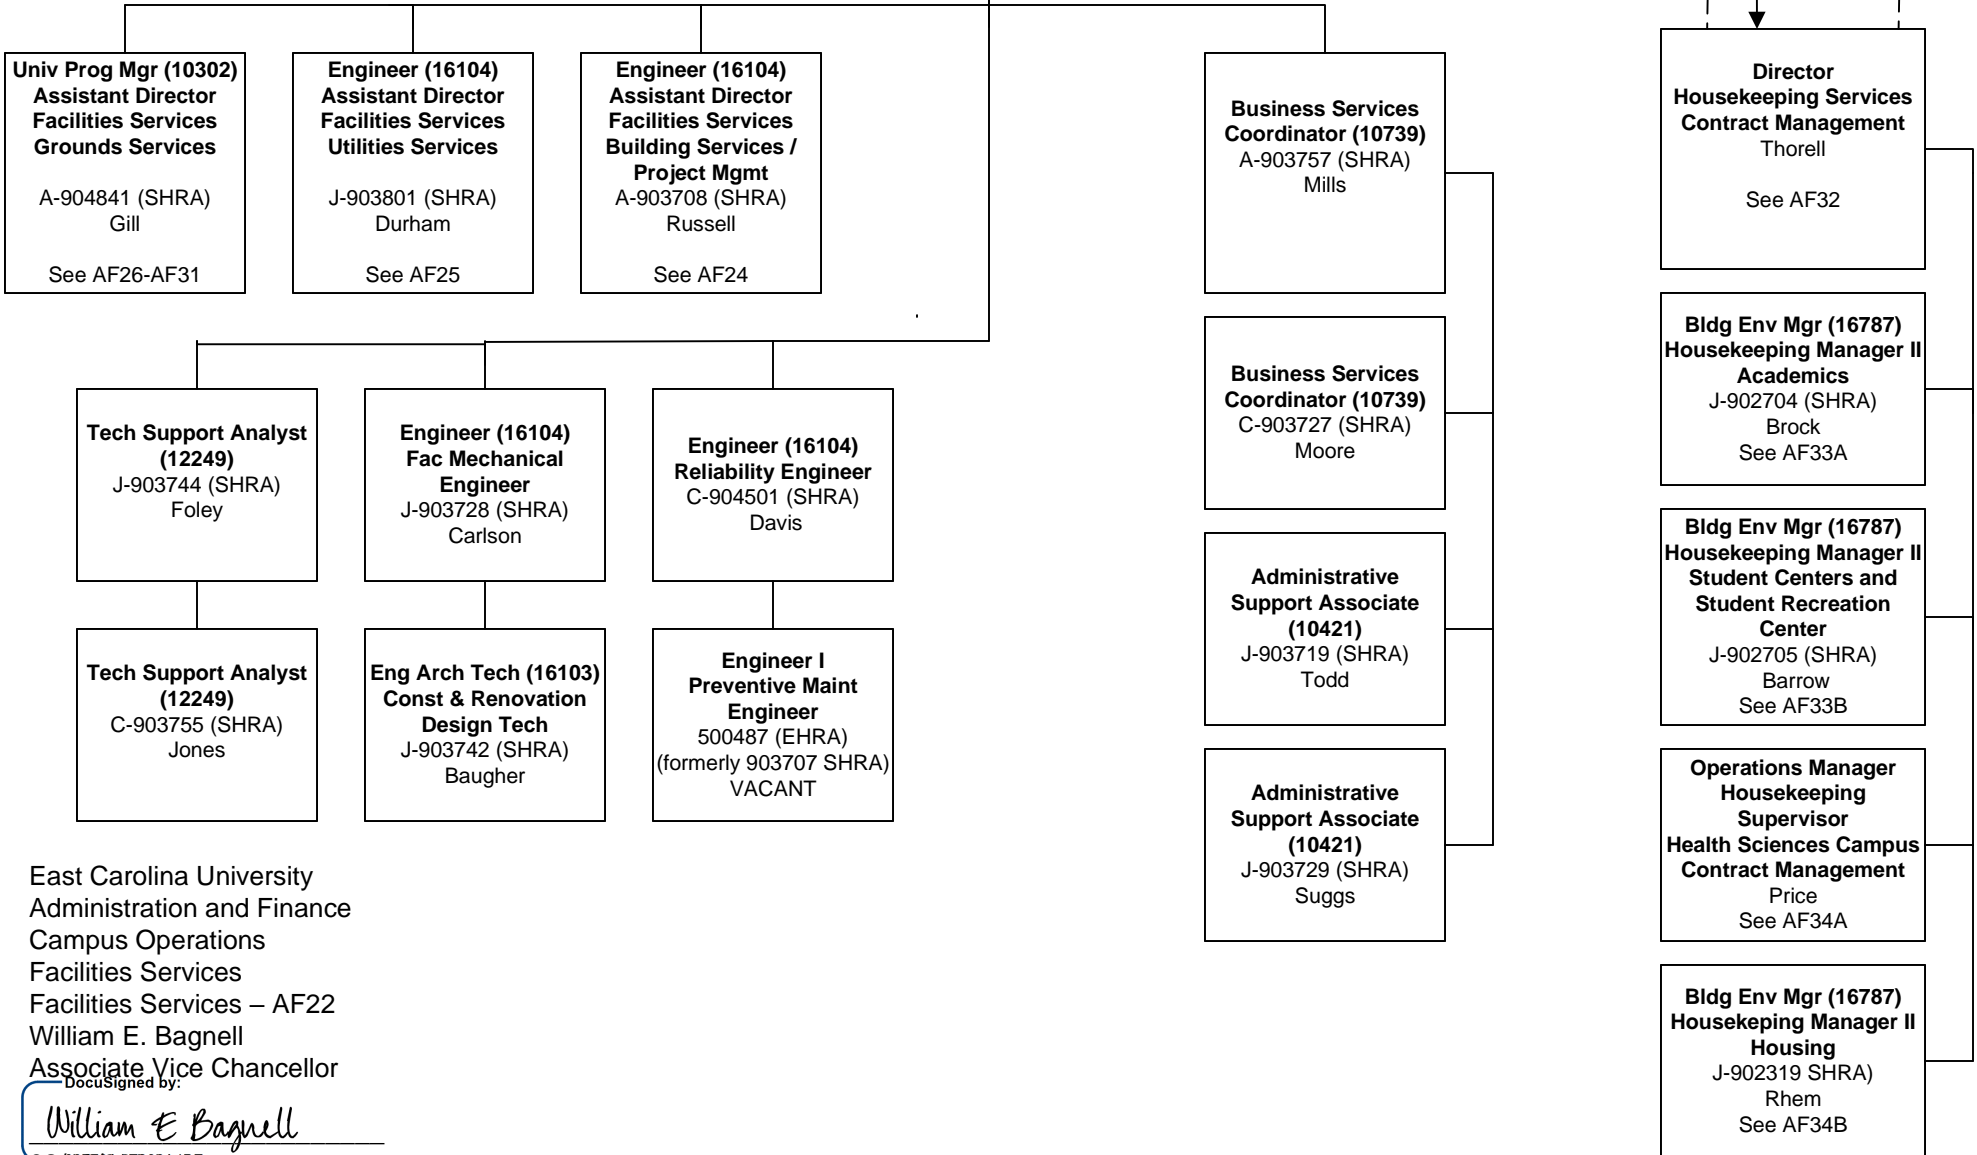 Univ Prog Mgr (10302)
Assistant Director
Facilities Services
Grounds Services
A-904841 (SHRA)
Gill
See AF26-AF31
Engineer (16104)
Assistant Director
Facilities Services
Utilities Services
J-903801 (SHRA)
Durham
See AF25
Engineer (16104)
Assistant Director
Facilities Services
Building Services /
Project Mgmt
A-903708 (SHRA)
Russell
See AF24
Business Services
Coordinator (10739)
A-903757 (SHRA)
Mills
Director
Housekeeping Services
Contract Management
Thorell
See AF32
Tech Support Analyst
(12249)
J-903744 (SHRA)
Foley
Engineer (16104)
Fac Mechanical
Engineer
J-903728 (SHRA)
Carlson
Engineer (16104)
Reliability Engineer
C-904501 (SHRA)
Davis
Business Services
Coordinator (10739)
C-903727 (SHRA)
Moore
Bldg Env Mgr (16787)
Housekeeping Manager II
Academics
J-902704 (SHRA)
Brock
See AF33A
Tech Support Analyst
(12249)
C-903755 (SHRA)
Jones
Eng Arch Tech (16103)
Const & Renovation
Design Tech
J-903742 (SHRA)
Baugher
Engineer I
Preventive Maint
Engineer
500487 (EHRA)
(formerly 903707 SHRA)
VACANT
Administrative
Support Associate
(10421)
J-903719 (SHRA)
Todd
Bldg Env Mgr (16787)
Housekeeping Manager II
Student Centers and
Student Recreation
Center
J-902705 (SHRA)
Barrow
See AF33B
Administrative
Support Associate
(10421)
J-903729 (SHRA)
Suggs
Operations Manager
Housekeeping
Supervisor
Health Sciences Campus
Contract Management
Price
See AF34A
Bldg Env Mgr (16787)
Housekeping Manager II
Housing
J-902319 SHRA)
Rhem
See AF34B
East Carolina University
Administration and Finance
Campus Operations
Facilities Services
Facilities Services – AF22
William E. Bagnell
Associate Vice Chancellor
DocuSigned by:
William E Bagnell